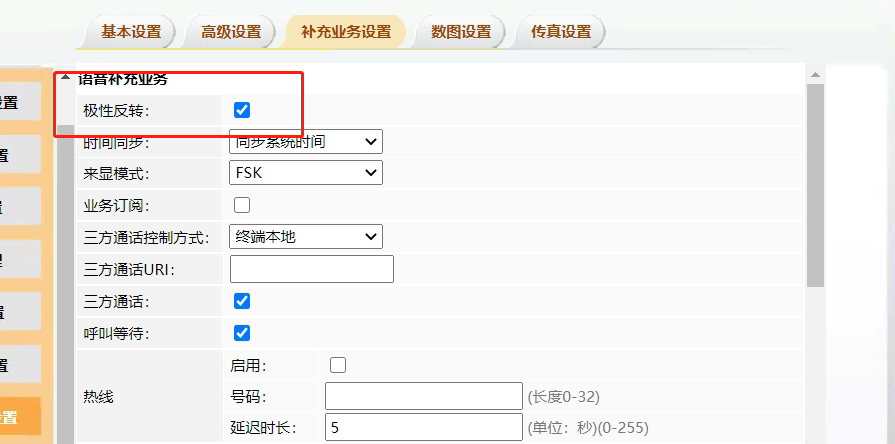 基本设置 高级设置 补充业务设置 数图设置 传真设置
语音补充业务
极性反转：
时间同步： 同步系统时间
来显模式： FSK
业务订阅：
三方通话控制方式： 终端本地
三方通话URI：
三方通话：
呼叫等待：
热线
启用：
号码： (长度0-32)
延迟时长： 5 (单位：秒)(0-255)
设置
置
置
置
置
置